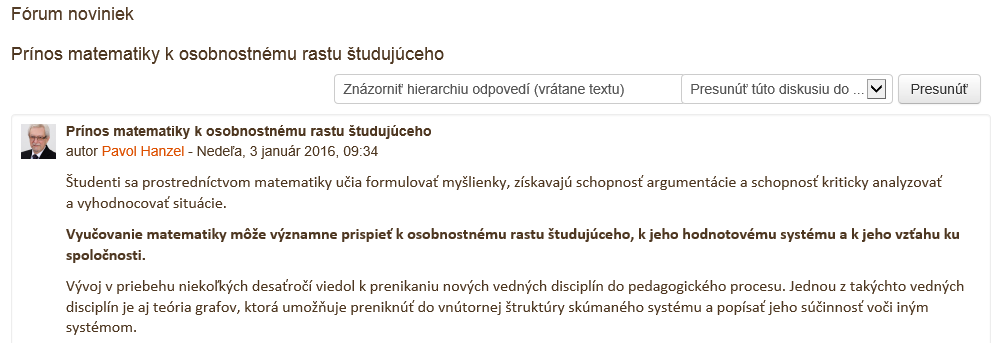 Fórum noviniek
Prínos matematiky k osobnostnému rastu študujúceho
Znázorniť hierarchiu odpovedí (vrátane textu) Presunúť túto diskusiu do ... Presunúť
Prínos matematiky k osobnostnému rastu študujúceho
autor Pavol Hanzel - Nedeľa, 3 január 2016, 09:34
Študenti sa prostredníctvom matematiky učia formulovať myšlienky, získavajú schopnosť argumentácie a schopnosť kriticky analyzovať
a vyhodnocovať situácie.
Vyučovanie matematiky môže významne prispieť k osobnostnému rastu študujúceho, k jeho hodnotovému systému a k jeho vzťahu ku
spoločnosti.
Vývoj v priebehu niekoľkých desaťročí viedol k prenikaniu nových vedných disciplín do pedagogického procesu. Jednou z takýchto vedných
disciplín je aj teória grafov, ktorá umožňuje preniknúť do vnútornej štruktúry skúmaného systému a popísať jeho súčinnosť voči iným
systémom.